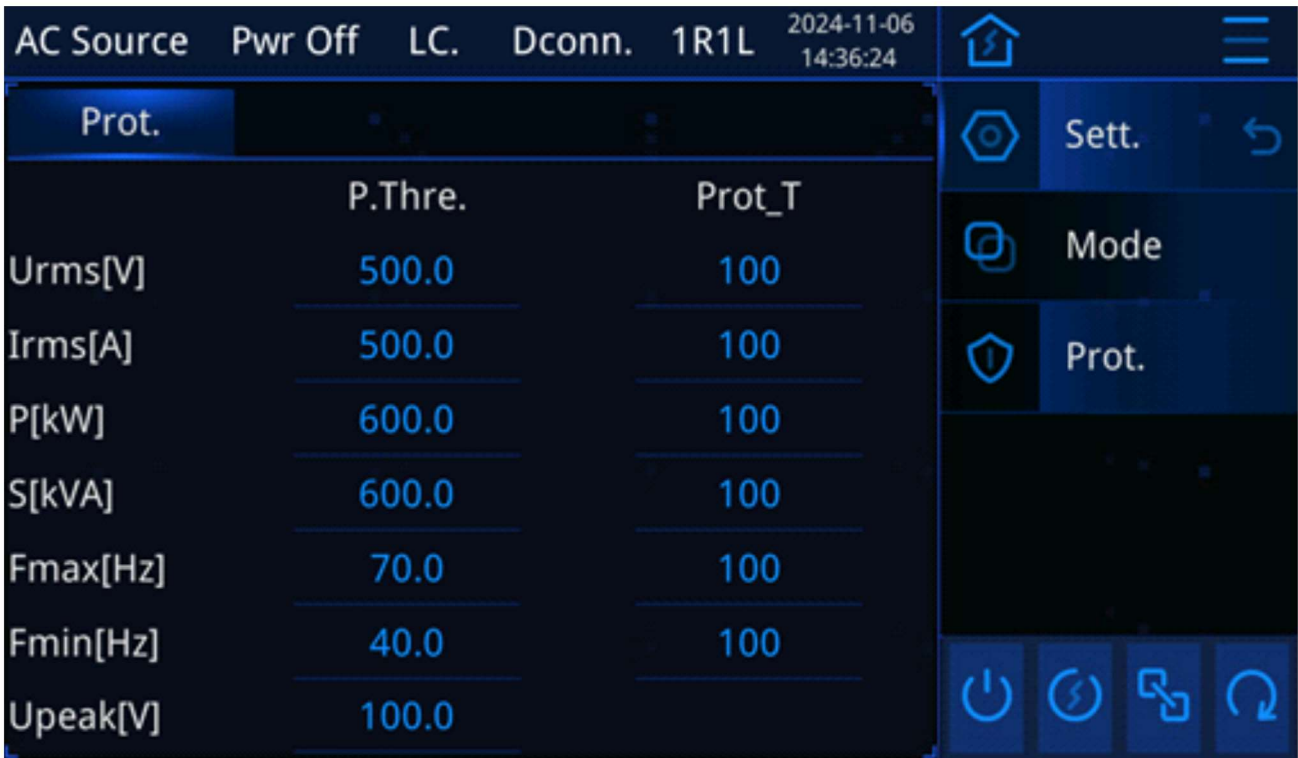 AC Source Pwr Off LC. Dconn. 1R1L 2024-11-06
14:36:24
Prot.
P.Thre. Prot_T
Urms[V] 500.0 100
Irms[A] 500.0 100
P[kW] 600.0 100
S[kVA] 600.0 100
Fmax[Hz] 70.0 100
Fmin[Hz] 40.0 100
Upeak[V] 100.0
Sett.
Mode
Prot.